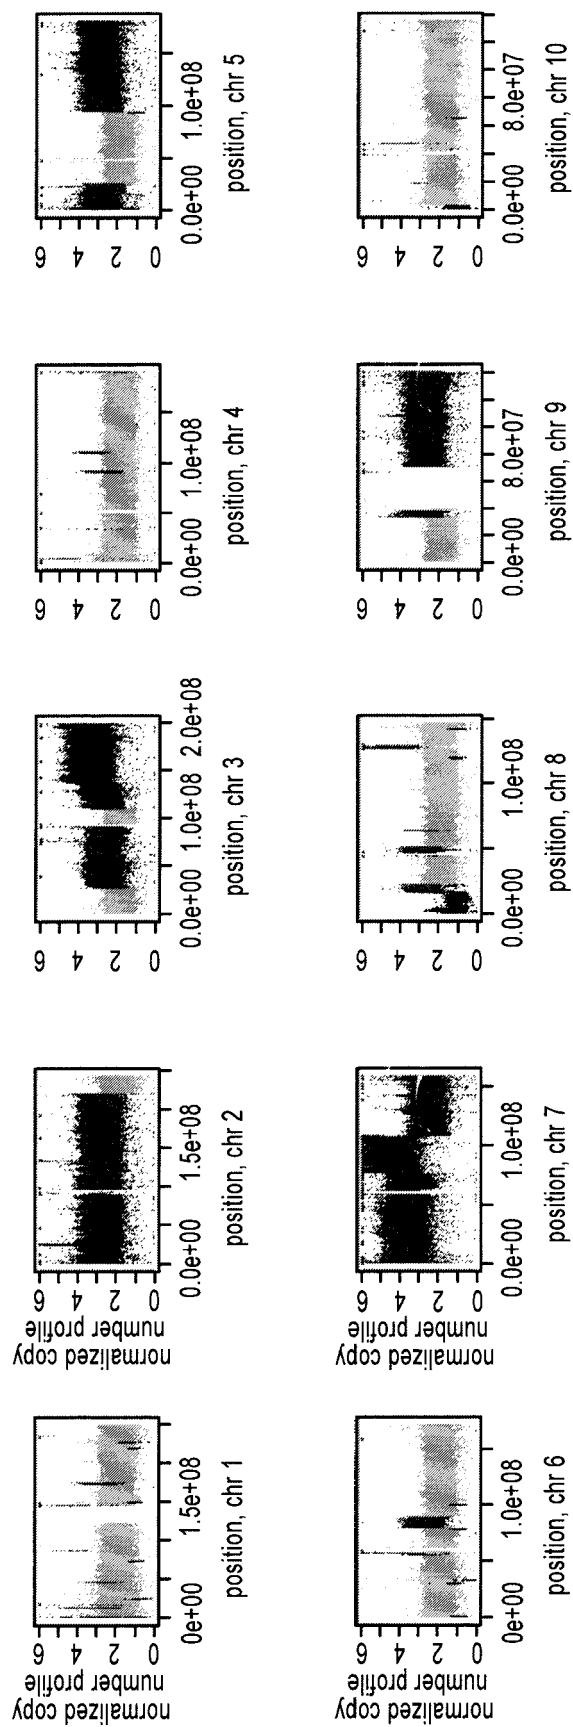 normalized copy
number profile
6
4
2
0
0e+00 1.5e+08
position, chr 1
normalized copy
number profile
6
4
2
0
0.0e+00 1.5e+08
position, chr 2
6
4
2
0
0.0e+00 1.0e+08 2.0e+08
position, chr 3
6
4
2
0
0.0e+00 1.0e+08
position, chr 4
6
4
2
0
0.0e+00 1.0e+08
position, chr 5
normalized copy
number profile
6
4
2
0
0e+00 1.0e+08
position, chr 6
normalized copy
number profile
6
4
2
0
0.0e+00 1.0e+08
position, chr 7
6
4
2
0
0.0e+00 1.0e+08
position, chr 8
6
4
2
0
0.0e+00 8.0e+07
position, chr 9
6
4
2
0
0.0e+00 8.0e+07
position, chr 10